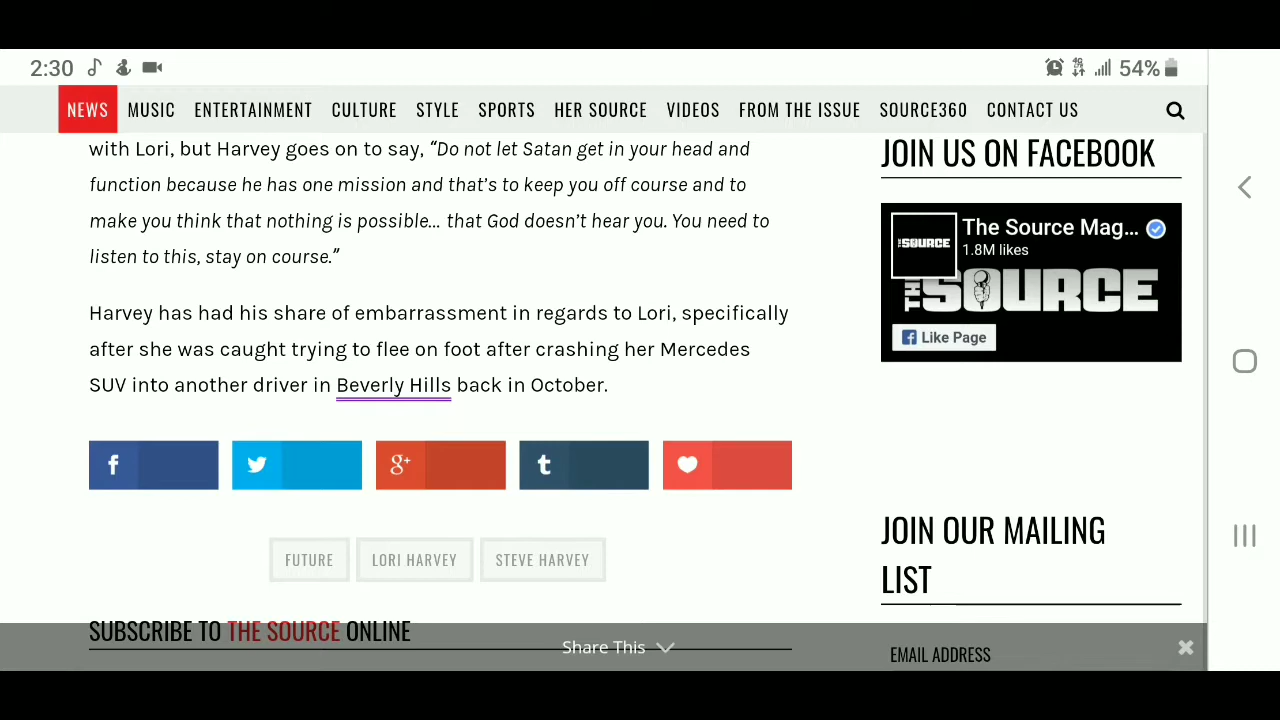 2:30
54%
NEWS MUSIC ENTERTAINMENT CULTURE STYLE SPORTS HER SOURCE VIDEOS FROM THE ISSUE SOURCE360 CONTACT US
with Lori, but Harvey goes on to say, “Do not let Satan get in your head and
function because he has one mission and that’s to keep you off course and to
make you think that nothing is possible… that God doesn’t hear you. You need to
listen to this, stay on course.”
Harvey has had his share of embarrassment in regards to Lori, specifically
after she was caught trying to flee on foot after crashing her Mercedes
SUV into another driver in Beverly Hills back in October.
f
g+
t
FUTURE LORI HARVEY STEVE HARVEY
SUBSCRIBE TO THE SOURCE ONLINE
JOIN US ON FACEBOOK
THE SOURCE
The Source Mag...
1.8M likes
THE SOURCE
f Like Page
JOIN OUR MAILING
LIST
EMAIL ADDRESS
Share This